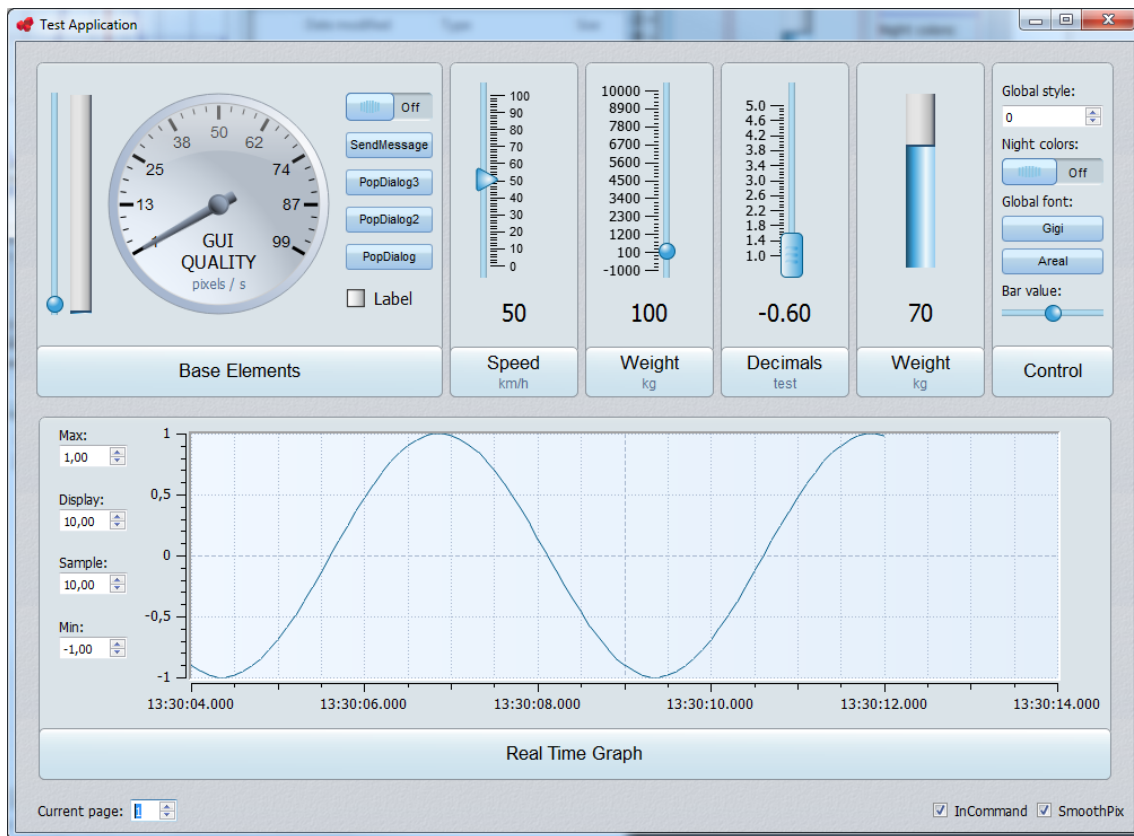 Test Application
Off
SendMessage
PopDialog3
PopDialog2
PopDialog
Label
50
38
62
25
74
13
87
1
99
GUI
QUALITY
pixels / s
Base Elements
100
90
80
70
60
50
40
30
20
10
0
50
Speed
km/h
10000
8900
7800
6700
5600
4500
3400
2300
1200
100
-1000
100
Weight
kg
5.0
4.6
4.2
3.8
3.4
3.0
2.6
2.2
1.8
1.4
1.0
-0.60
Decimals
test
70
Weight
kg
Global style:
0
Night colors:
Off
Global font:
Gigi
Areal
Bar value:
Control
Max:
1,00
Display:
10,00
Sample:
10,00
Min:
-1,00
1
0,5
0
-0,5
-1
13:30:04.000 13:30:06.000 13:30:08.000 13:30:10.000 13:30:12.000 13:30:14.000
Real Time Graph
Current page: 1
InCommand SmoothPix